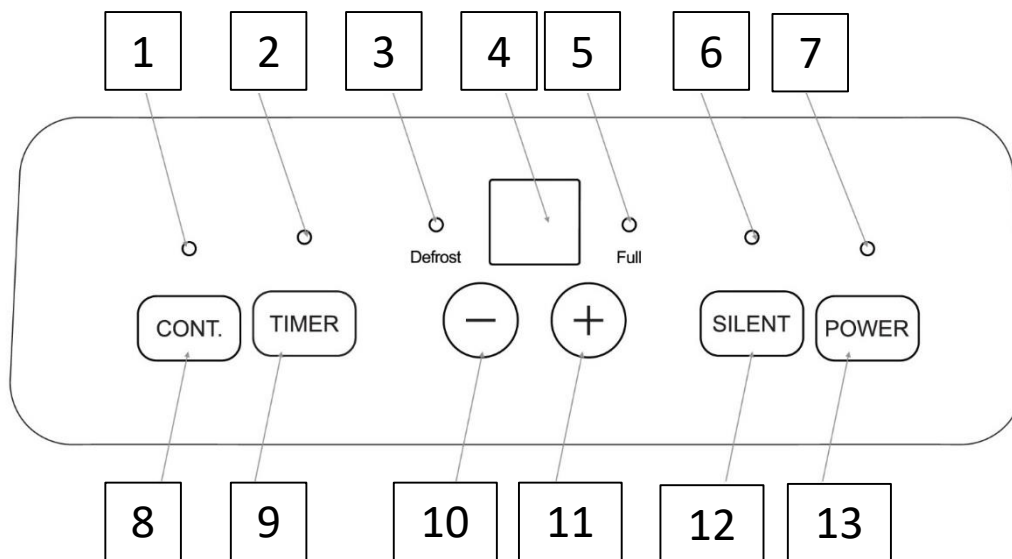 1 2 3 4 5 6 7
Defrost Full
CONT. TIMER − + SILENT POWER
8 9 10 11 12 13